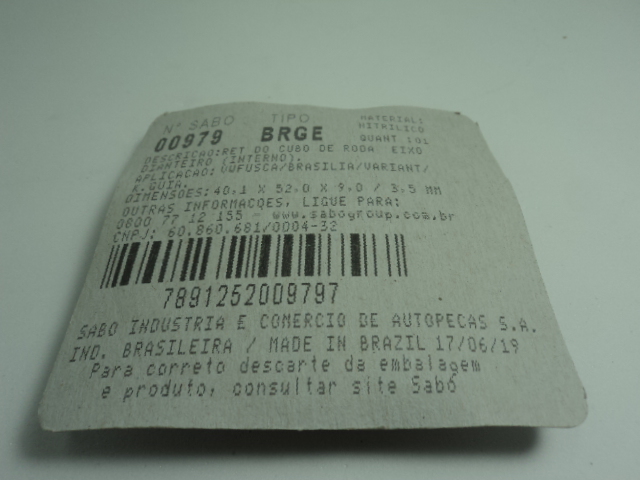 Nº SABO TIPO MATERIAL:
00979 BRGE NITRILICO
QUANT.:01
DESCRICAO:RET DO CUBO DE RODA EIXO
DIANTEIRO (INTERNO).
APLICACAO: VWFUSCA/BRASILIA/VARIANT/
K.GUIA.
DIMENSOES: 40,1 X 52,0 X 9,0 / 3,5 MM
OUTRAS INFORMACOES, LIGUE PARA:
0800 77 12 155 - www.sabogroup.com.br
CNPJ: 60.860.681/0004-32
7891252009797
SABO INDUSTRIA E COMERCIO DE AUTOPECAS S.A.
IND. BRASILEIRA / MADE IN BRAZIL 17/06/19
Para correto descarte da embalagem
e produto, consultar site Sabó